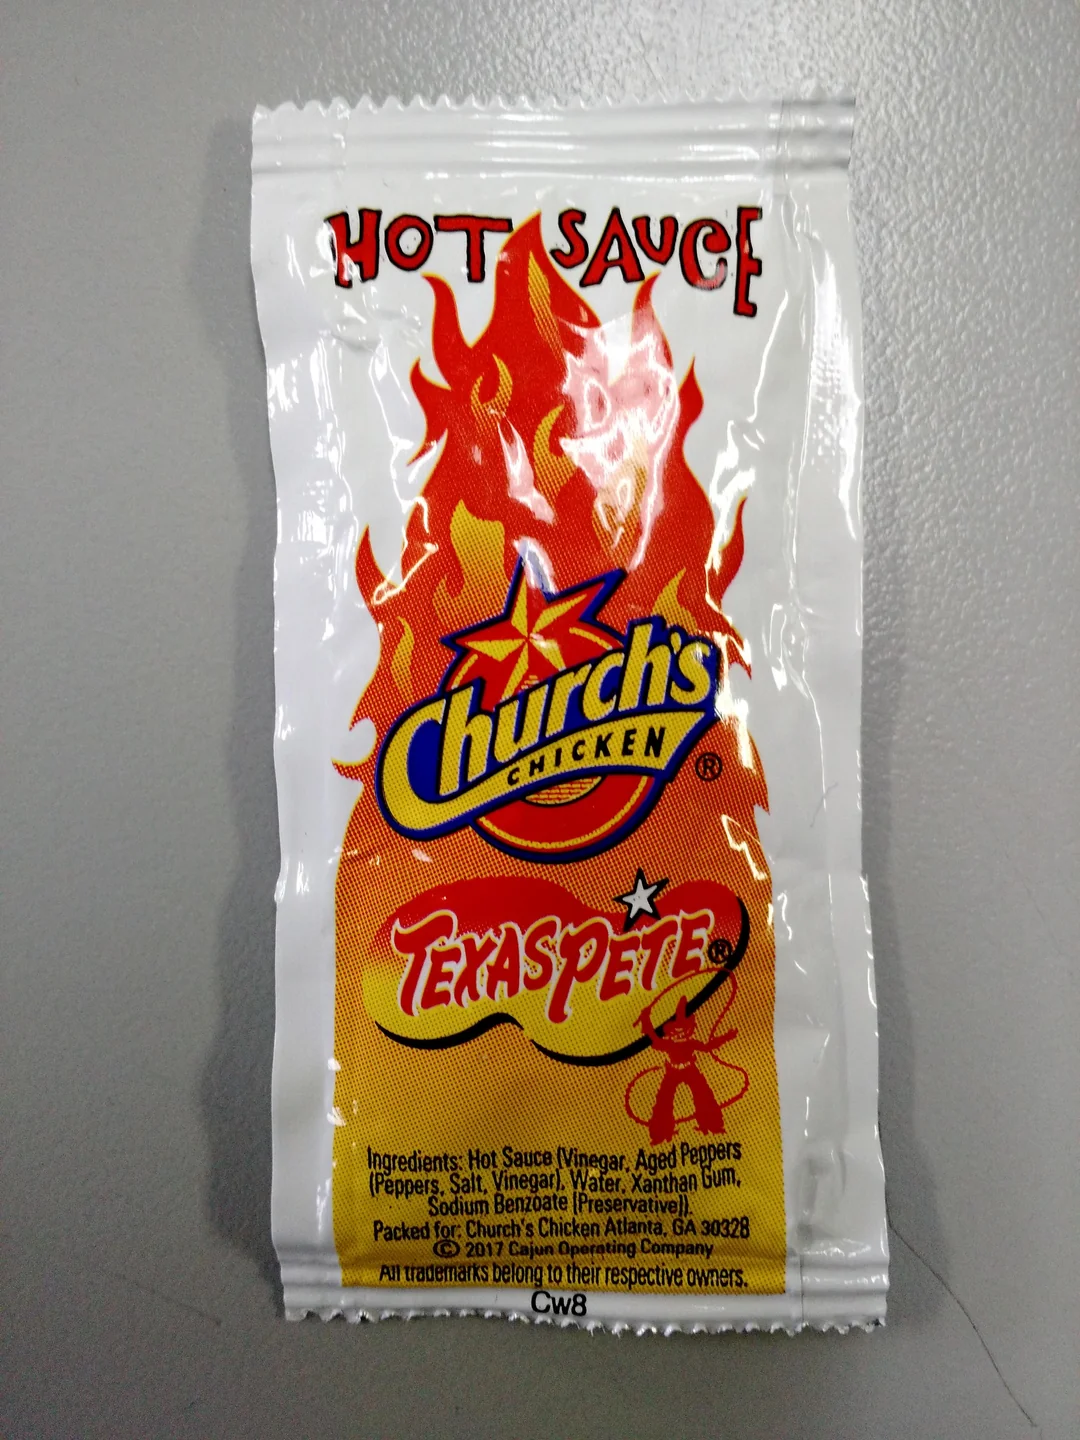 HOT SAUCE
Church's
CHICKEN ®
TEXAS PETE ®
Ingredients: Hot Sauce (Vinegar, Aged Peppers
(Peppers, Salt, Vinegar), Water, Xanthan Gum,
Sodium Benzoate (Preservative)).
Packed for: Church's Chicken Atlanta, GA 30328
© 2017 Cajun Operating Company
All trademarks belong to their respective owners.
Cw8